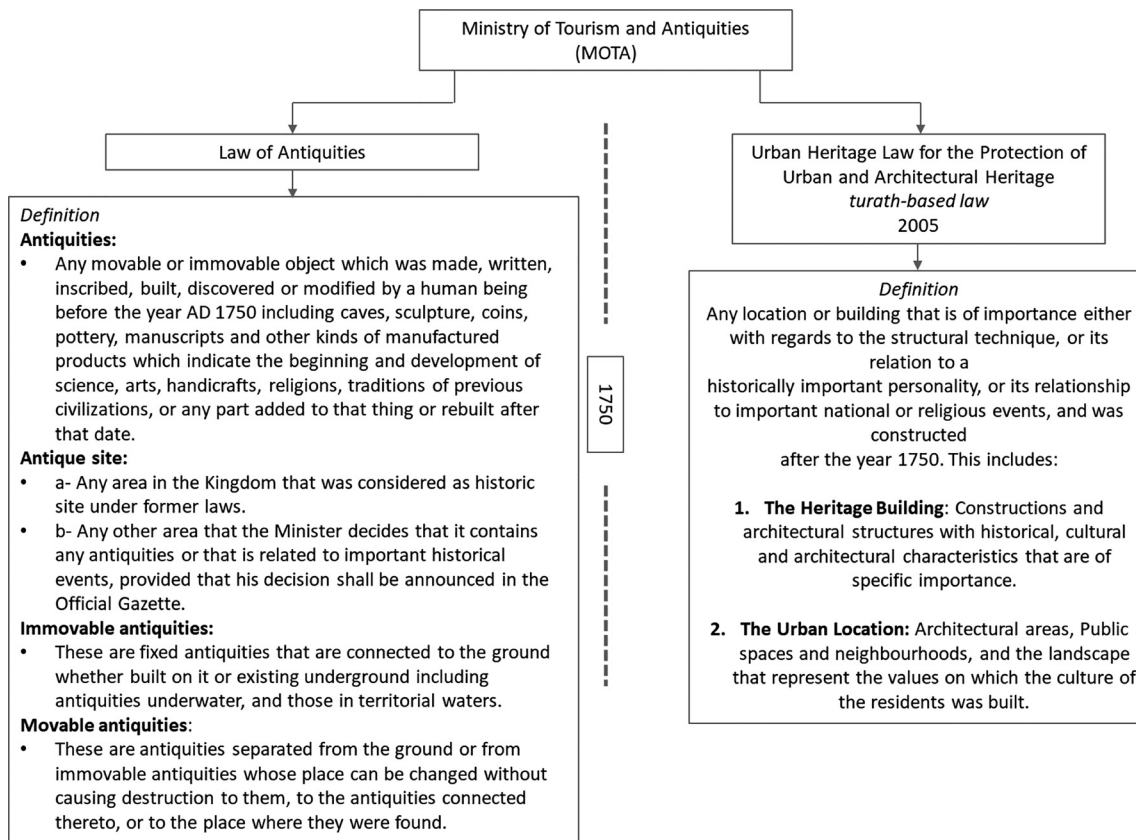 Ministry of Tourism and Antiquities
(MOTA)
Law of Antiquities
Definition
Antiquities:
• Any movable or immovable object which was made, written,
inscribed, built, discovered or modified by a human being
before the year AD 1750 including caves, sculpture, coins,
pottery, manuscripts and other kinds of manufactured
products which indicate the beginning and development of
science, arts, handicrafts, religions, traditions of previous
civilizations, or any part added to that thing or rebuilt after
that date.
Antique site:
• a- Any area in the Kingdom that was considered as historic
site under former laws.
• b- Any other area that the Minister decides that it contains
any antiquities or that is related to important historical
events, provided that his decision shall be announced in the
Official Gazette.
Immovable antiquities:
• These are fixed antiquities that are connected to the ground
whether built on it or existing underground including
antiquities underwater, and those in territorial waters.
Movable antiquities:
• These are antiquities separated from the ground or from
immovable antiquities whose place can be changed without
causing destruction to them, to the antiquities connected
thereto, or to the place where they were found.
1750
Urban Heritage Law for the Protection of
Urban and Architectural Heritage
turath-based law
2005
Definition
Any location or building that is of importance either
with regards to the structural technique, or its
relation to a
historically important personality, or its relationship
to important national or religious events, and was
constructed
after the year 1750. This includes:
1. The Heritage Building: Constructions and
architectural structures with historical, cultural
and architectural characteristics that are of
specific importance.
2. The Urban Location: Architectural areas, Public
spaces and neighbourhoods, and the landscape
that represent the values on which the culture of
the residents was built.